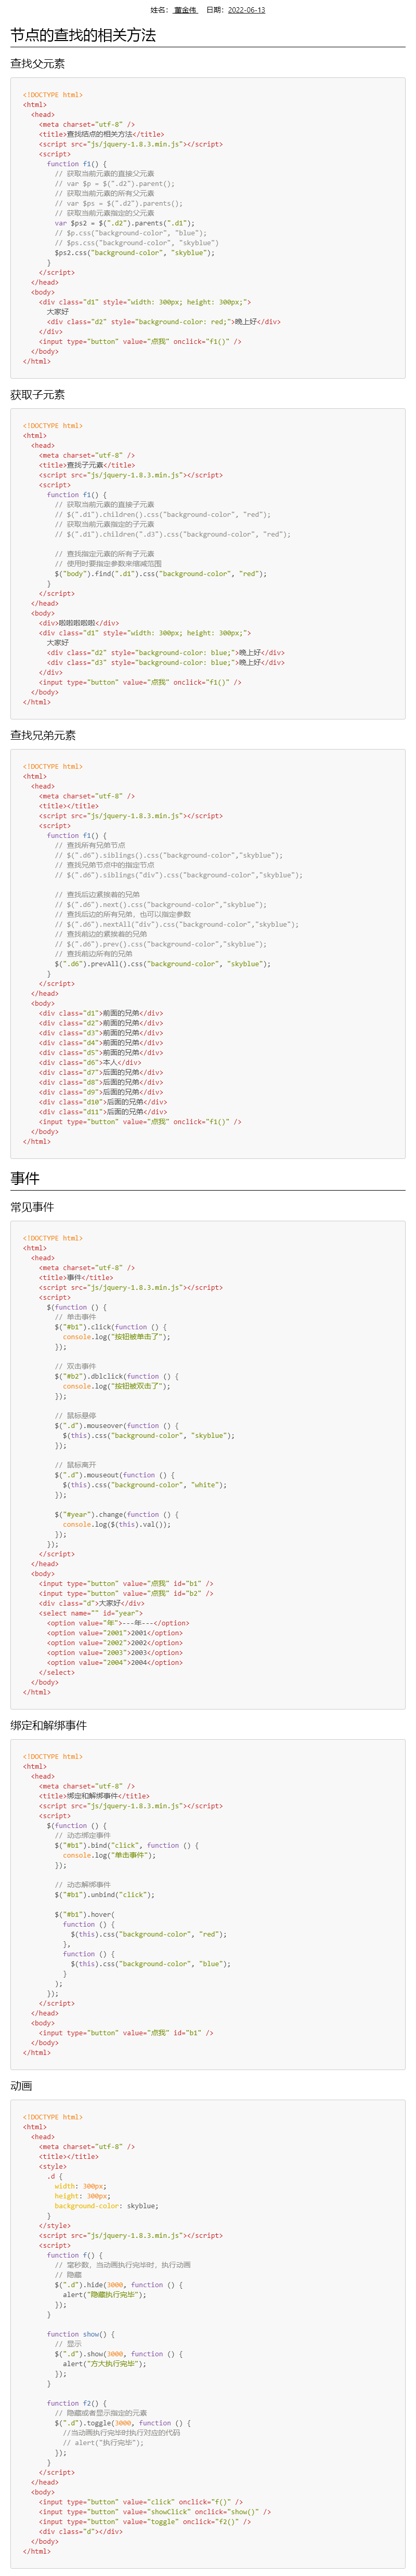 姓名： 董金伟 日期：2022-06-13
节点的查找的相关方法
查找父元素
<!DOCTYPE html>
<html>
  <head>
    <meta charset="utf-8" />
    <title>查找结点的相关方法</title>
    <script src="js/jquery-1.8.3.min.js"></script>
    <script>
      function f1() {
        // 获取当前元素的直接父元素
        // var $p = $(".d2").parent();
        // 获取当前元素的所有父元素
        // var $ps = $(".d2").parents();
        // 获取当前元素指定的父元素
        var $ps2 = $(".d2").parents(".d1");
        // $p.css("background-color", "blue");
        // $ps.css("background-color", "skyblue")
        $ps2.css("background-color", "skyblue");
      }
    </script>
  </head>
  <body>
    <div class="d1" style="width: 300px; height: 300px;">
      大家好
      <div class="d2" style="background-color: red;">晚上好</div>
    </div>
    <input type="button" value="点我" onclick="f1()" />
  </body>
</html>
获取子元素
<!DOCTYPE html>
<html>
  <head>
    <meta charset="utf-8" />
    <title>查找子元素</title>
    <script src="js/jquery-1.8.3.min.js"></script>
    <script>
      function f1() {
        // 获取当前元素的直接子元素
        // $(".d1").children().css("background-color", "red");
        // 获取当前元素指定的子元素
        // $(".d1").children(".d3").css("background-color", "red");

        // 查找指定元素的所有子元素
        // 使用时要指定参数来缩减范围
        $("body").find(".d1").css("background-color", "red");
      }
    </script>
  </head>
  <body>
    <div>啦啦啦啦啦</div>
    <div class="d1" style="width: 300px; height: 300px;">
      大家好
      <div class="d2" style="background-color: blue;">晚上好</div>
      <div class="d3" style="background-color: blue;">晚上好</div>
    </div>
    <input type="button" value="点我" onclick="f1()" />
  </body>
</html>
查找兄弟元素
<!DOCTYPE html>
<html>
  <head>
    <meta charset="utf-8" />
    <title></title>
    <script src="js/jquery-1.8.3.min.js"></script>
    <script>
      function f1() {
        // 查找所有兄弟节点
        // $(".d6").siblings().css("background-color","skyblue");
        // 查找兄弟节点中的指定节点
        // $(".d6").siblings("div").css("background-color","skyblue");

        // 查找后边紧挨着的兄弟
        // $(".d6").next().css("background-color","skyblue");
        // 查找后边的所有兄弟，也可以指定参数
        // $(".d6").nextAll("div").css("background-color","skyblue");
        // 查找前边的紧挨着的兄弟
        // $(".d6").prev().css("background-color","skyblue");
        // 查找前边所有的兄弟
        $(".d6").prevAll().css("background-color", "skyblue");
      }
    </script>
  </head>
  <body>
    <div class="d1">前面的兄弟</div>
    <div class="d2">前面的兄弟</div>
    <div class="d3">前面的兄弟</div>
    <div class="d4">前面的兄弟</div>
    <div class="d5">前面的兄弟</div>
    <div class="d6">本人</div>
    <div class="d7">后面的兄弟</div>
    <div class="d8">后面的兄弟</div>
    <div class="d9">后面的兄弟</div>
    <div class="d10">后面的兄弟</div>
    <div class="d11">后面的兄弟</div>
    <input type="button" value="点我" onclick="f1()" />
  </body>
</html>
事件
常见事件
<!DOCTYPE html>
<html>
  <head>
    <meta charset="utf-8" />
    <title>事件</title>
    <script src="js/jquery-1.8.3.min.js"></script>
    <script>
      $(function () {
        // 单击事件
        $("#b1").click(function () {
          console.log("按钮被单击了");
        });

        // 双击事件
        $("#b2").dblclick(function () {
          console.log("按钮被双击了");
        });

        // 鼠标悬停
        $(".d").mouseover(function () {
          $(this).css("background-color", "skyblue");
        });

        // 鼠标离开
        $(".d").mouseout(function () {
          $(this).css("background-color", "white");
        });

        $("#year").change(function () {
          console.log($(this).val());
        });
      });
    </script>
  </head>
  <body>
    <input type="button" value="点我" id="b1" />
    <input type="button" value="点我" id="b2" />
    <div class="d">大家好</div>
    <select name="" id="year">
      <option value="年">---年---</option>
      <option value="2001">2001</option>
      <option value="2002">2002</option>
      <option value="2003">2003</option>
      <option value="2004">2004</option>
    </select>
  </body>
</html>
绑定和解绑事件
<!DOCTYPE html>
<html>
  <head>
    <meta charset="utf-8" />
    <title>绑定和解绑事件</title>
    <script src="js/jquery-1.8.3.min.js"></script>
    <script>
      $(function () {
        // 动态绑定事件
        $("#b1").bind("click", function () {
          console.log("单击事件");
        });

        // 动态解绑事件
        $("#b1").unbind("click");

        $("#b1").hover(
          function () {
            $(this).css("background-color", "red");
          },
          function () {
            $(this).css("background-color", "blue");
          }
        );
      });
    </script>
  </head>
  <body>
    <input type="button" value="点我" id="b1" />
  </body>
</html>
动画
<!DOCTYPE html>
<html>
  <head>
    <meta charset="utf-8" />
    <title></title>
    <style>
      .d {
        width: 300px;
        height: 300px;
        background-color: skyblue;
      }
    </style>
    <script src="js/jquery-1.8.3.min.js"></script>
    <script>
      function f() {
        // 毫秒数，当动画执行完毕时，执行动画
        // 隐藏
        $(".d").hide(3000, function () {
          alert("隐藏执行完毕");
        });
      }

      function show() {
        // 显示
        $(".d").show(3000, function () {
          alert("方大执行完毕");
        });
      }

      function f2() {
        // 隐藏或者显示指定的元素
        $(".d").toggle(3000, function () {
          //当动画执行完毕时执行对应的代码
          // alert("执行完毕");
        });
      }
    </script>
  </head>
  <body>
    <input type="button" value="click" onclick="f()" />
    <input type="button" value="showClick" onclick="show()" />
    <input type="button" value="toggle" onclick="f2()" />
    <div class="d"></div>
  </body>
</html>